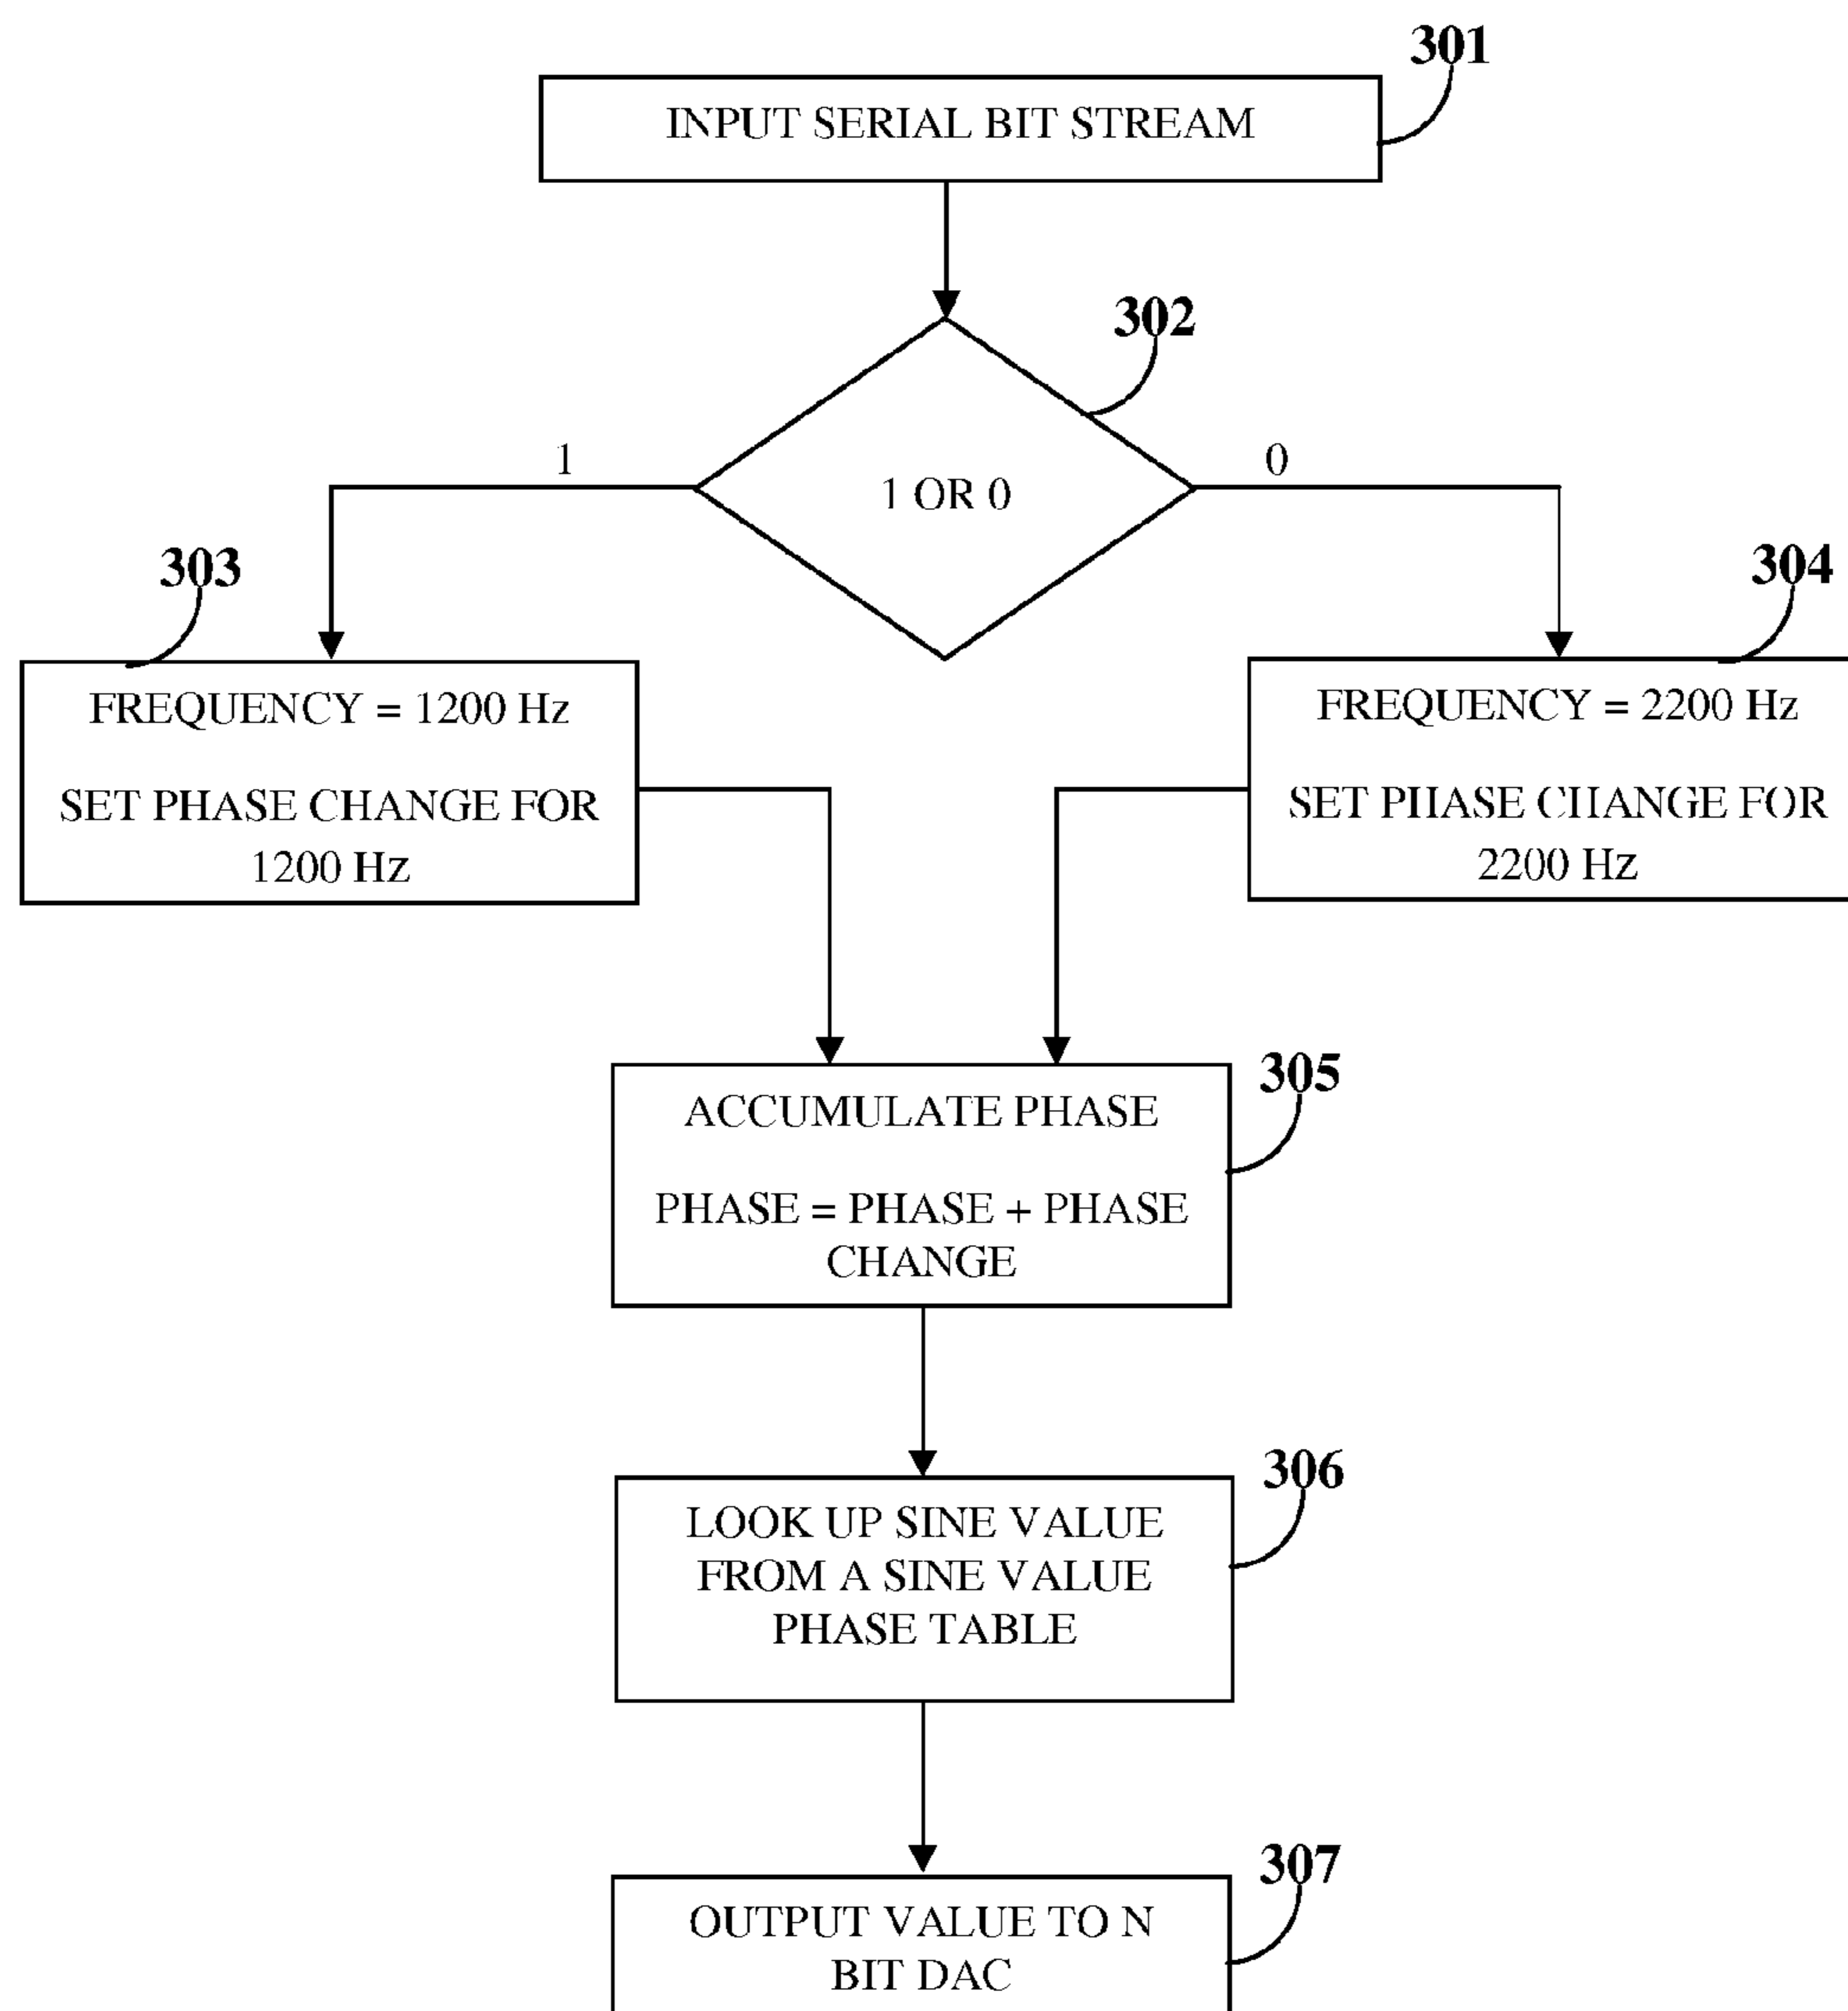 301
INPUT SERIAL BIT STREAM
302
1
1 OR 0
0
303
304
FREQUENCY = 1200 Hz
SET PHASE CHANGE FOR
1200 Hz
FREQUENCY = 2200 Hz
SET PHASE CHANGE FOR
2200 Hz
305
ACCUMULATE PHASE
PHASE = PHASE + PHASE
CHANGE
306
LOOK UP SINE VALUE
FROM A SINE VALUE
PHASE TABLE
307
OUTPUT VALUE TO N
BIT DAC